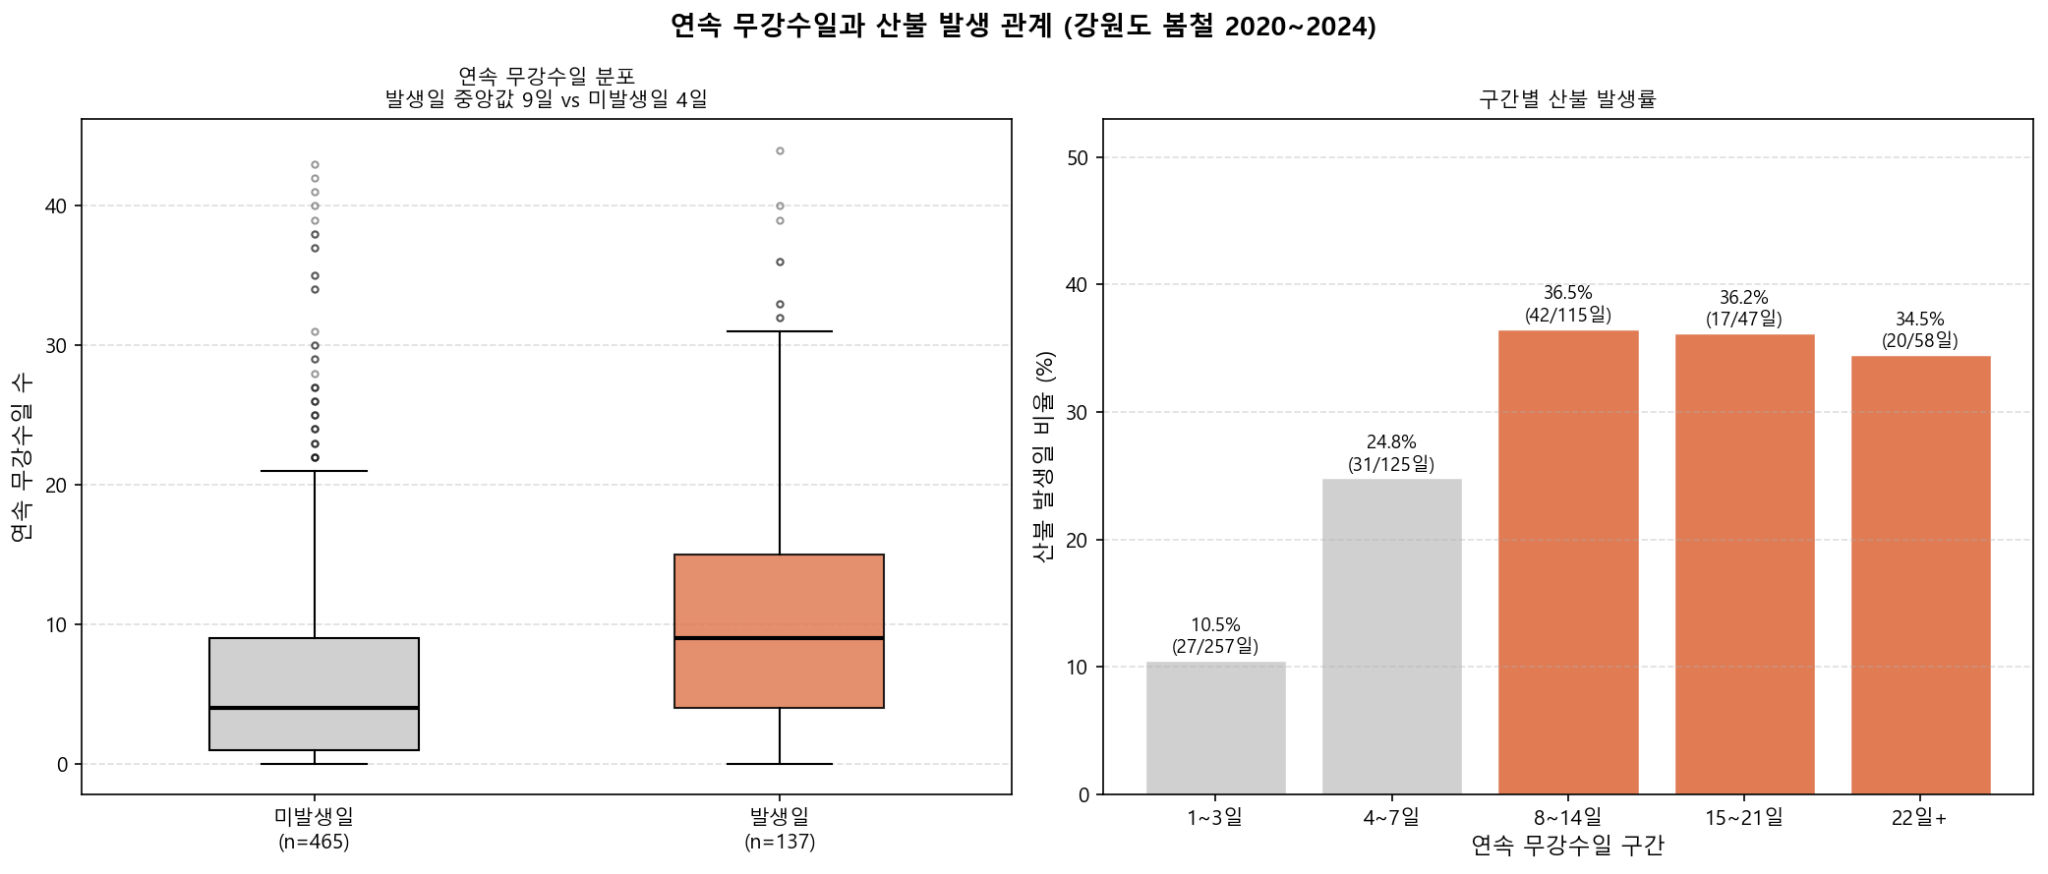 연속 무강수일과 산불 발생 관계 (강원도 봄철 2020~2024)
연속 무강수일 분포
발생일 중앙값 9일 vs 미발생일 4일
연속 무강수일 수
40
30
20
10
0
미발생일
(n=465)
발생일
(n=137)
구간별 산불 발생률
산불 발생일 비율 (%)
50
40
30
20
10
0
10.5%
(27/257일)
24.8%
(31/125일)
36.5%
(42/115일)
36.2%
(17/47일)
34.5%
(20/58일)
1~3일
4~7일
8~14일
15~21일
22일+
연속 무강수일 구간